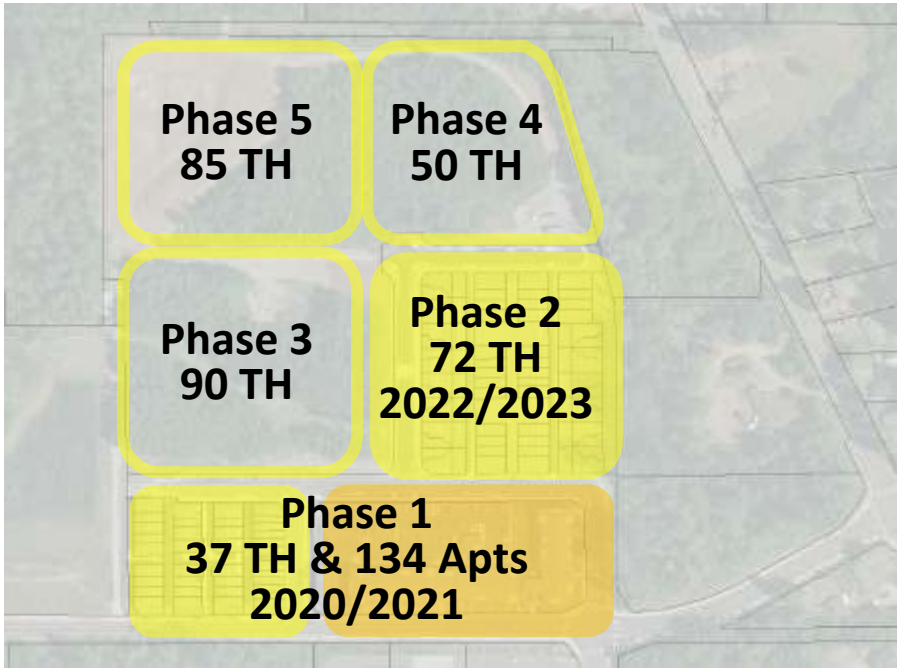 Phase 5
85 TH
Phase 4
50 TH
Phase 3
90 TH
Phase 2
72 TH
2022/2023
Phase 1
37 TH & 134 Apts
2020/2021